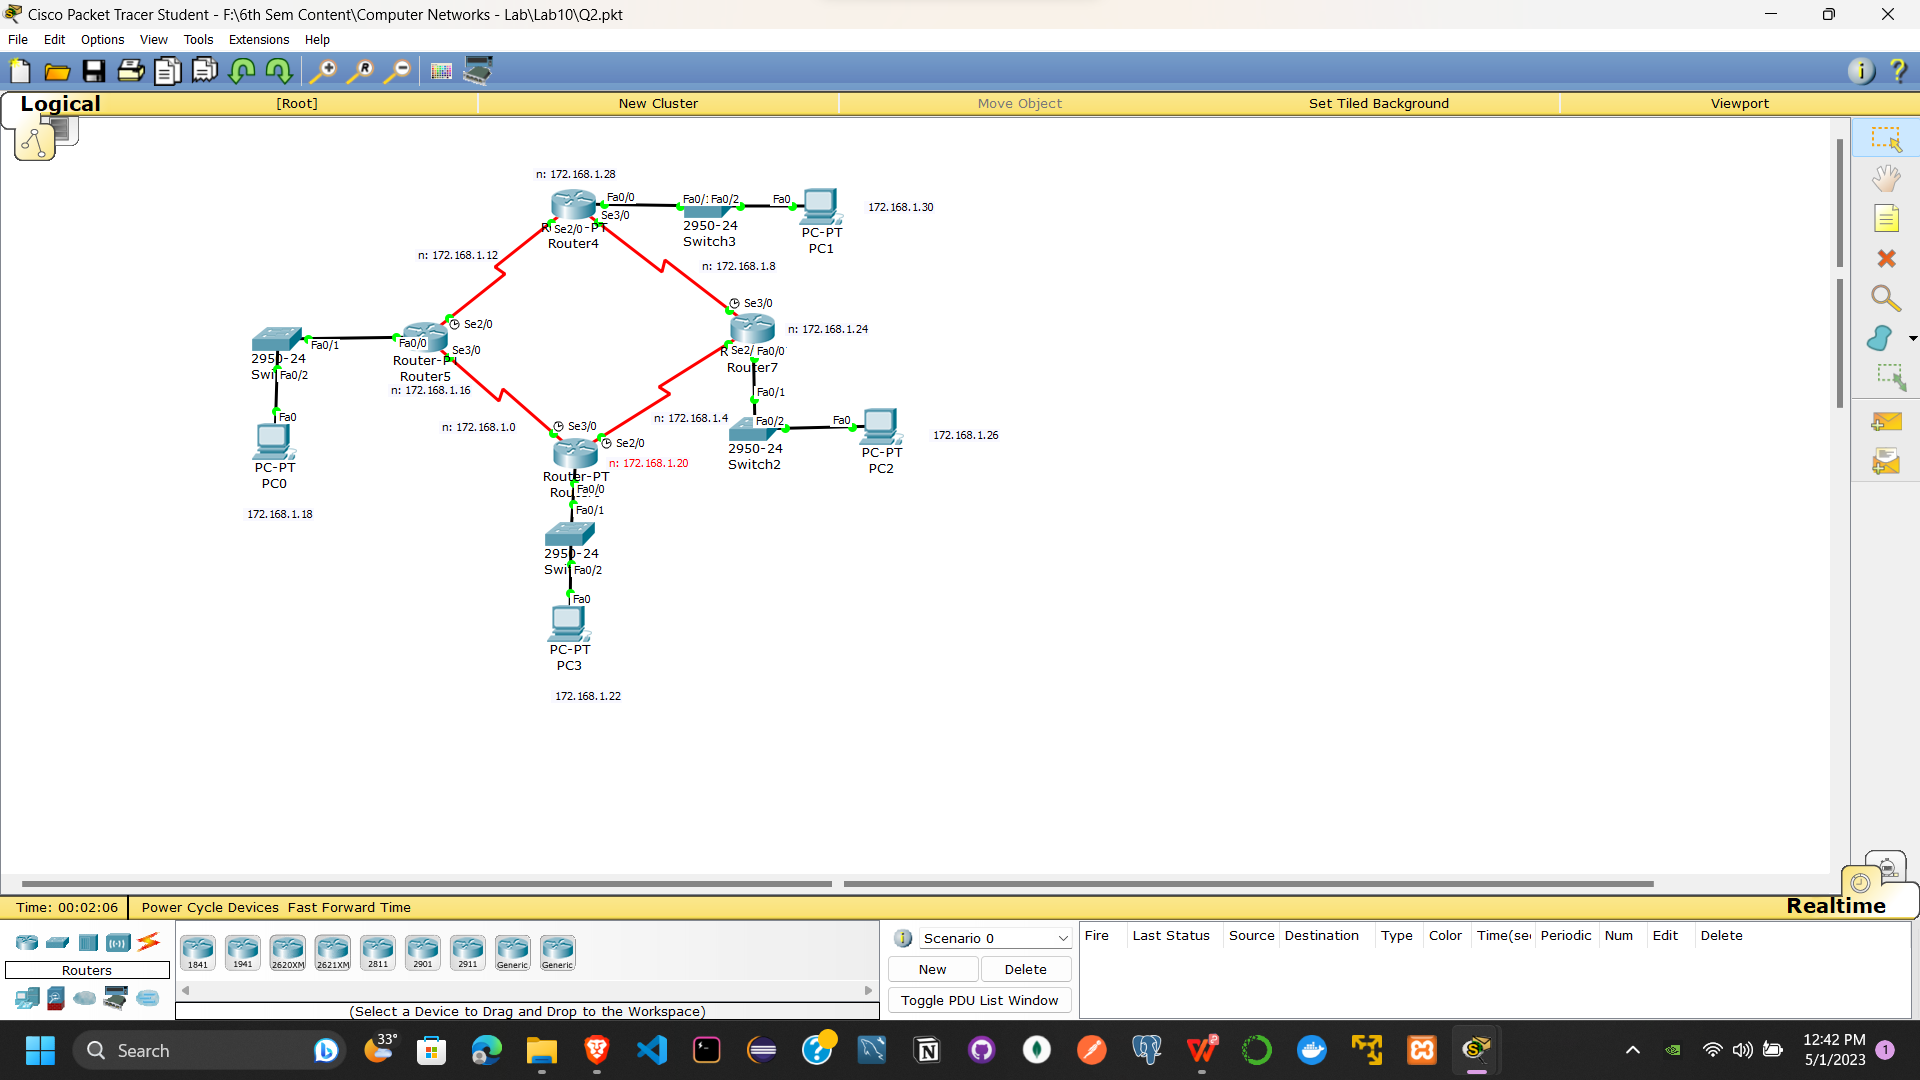 Cisco Packet Tracer Student - F:\6th Sem Content\Computer Networks - Lab\Lab10\Q2.pkt
File Edit Options View Tools Extensions Help
Logical [Root] New Cluster Move Object Set Tiled Background Viewport
n: 172.168.1.28
Fa0/0 Fa0/2 Fa0
Se3/0
172.168.1.30
Se2/0
Router4
2950-24
Switch3
PC-PT
PC1
n: 172.168.1.12
n: 172.168.1.8
Se3/0
Se2/0
n: 172.168.1.24
Fa0/1 Fa0/0
Se3/0
Fa0/0
Router7
2950-24
Fa0/2
Router5
n: 172.168.1.16
Fa0/1
Fa0
n: 172.168.1.0
Se3/0
n: 172.168.1.4
Fa0/2 Fa0
172.168.1.26
Se2/0
2950-24
Switch2
PC-PT
PC2
n: 172.168.1.20
PC-PT
PC0
Router-PT
Fa0/0
172.168.1.18
Fa0/1
2950-24
Fa0/2
Fa0
PC-PT
PC3
172.168.1.22
Time: 00:02:06 Power Cycle Devices Fast Forward Time Realtime
Routers
1841 1941 2620XM 2621XM 2811 2901 2911 Generic Generic
(Select a Device to Drag and Drop to the Workspace)
Scenario 0
New Delete
Toggle PDU List Window
Fire Last Status Source Destination Type Color Periodic Num Edit Delete
Search
33°
12:42 PM
5/1/2023
1